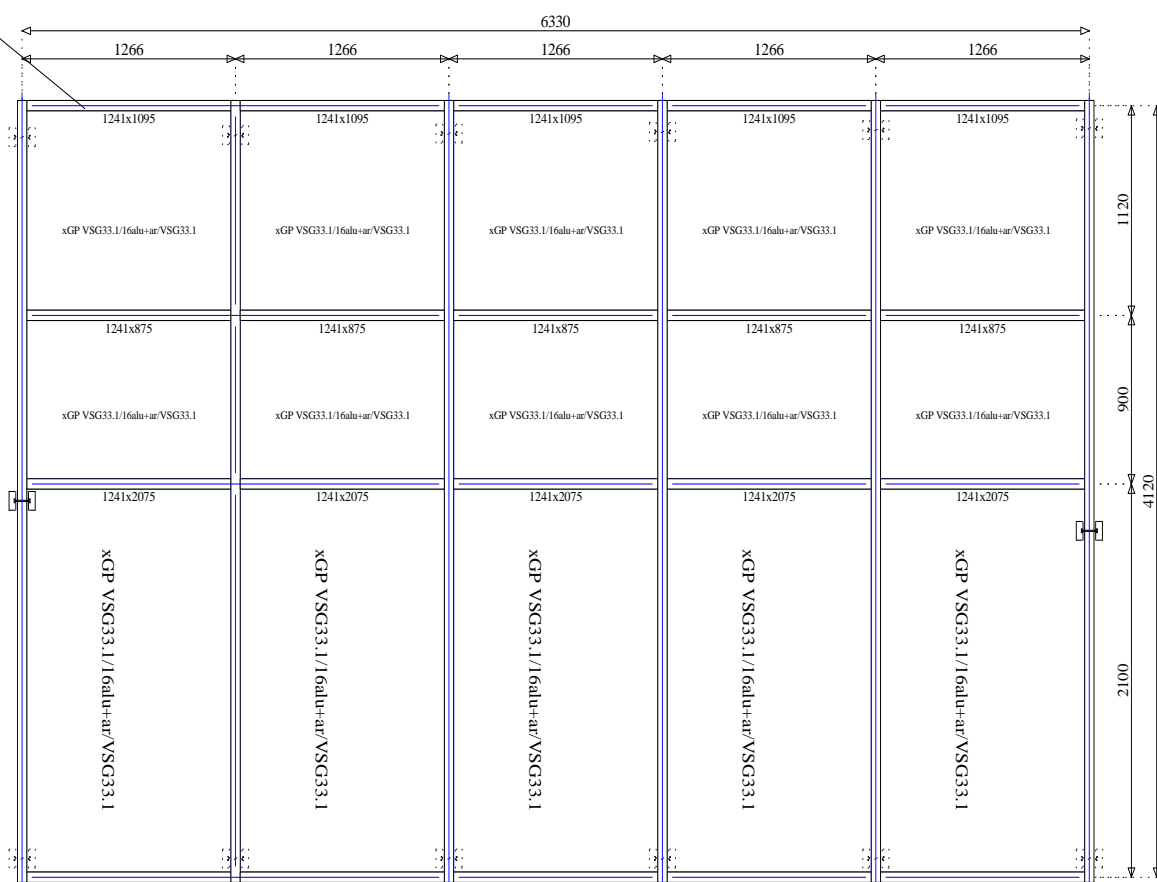 6330
1266 1266 1266 1266 1266
1241x1095 1241x1095 1241x1095 1241x1095 1241x1095
1120
xGP VSG33.1/16alu+ar/VSG33.1 xGP VSG33.1/16alu+ar/VSG33.1 xGP VSG33.1/16alu+ar/VSG33.1 xGP VSG33.1/16alu+ar/VSG33.1 xGP VSG33.1/16alu+ar/VSG33.1
1241x875 1241x875 1241x875 1241x875 1241x875
900
xGP VSG33.1/16alu+ar/VSG33.1 xGP VSG33.1/16alu+ar/VSG33.1 xGP VSG33.1/16alu+ar/VSG33.1 xGP VSG33.1/16alu+ar/VSG33.1 xGP VSG33.1/16alu+ar/VSG33.1
4120
1241x2075 1241x2075 1241x2075 1241x2075 1241x2075
xGP VSG33.1/16alu+ar/VSG33.1
xGP VSG33.1/16alu+ar/VSG33.1
xGP VSG33.1/16alu+ar/VSG33.1
xGP VSG33.1/16alu+ar/VSG33.1
xGP VSG33.1/16alu+ar/VSG33.1
2100